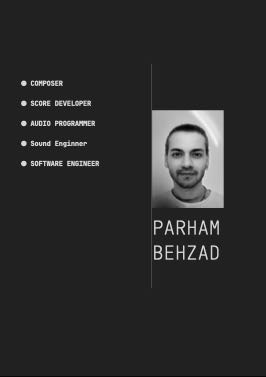 COMPOSER
SCORE DEVELOPER
AUDIO PROGRAMMER
Sound Enginner
SOFTWARE ENGINEER
PARHAM
BEHZAD